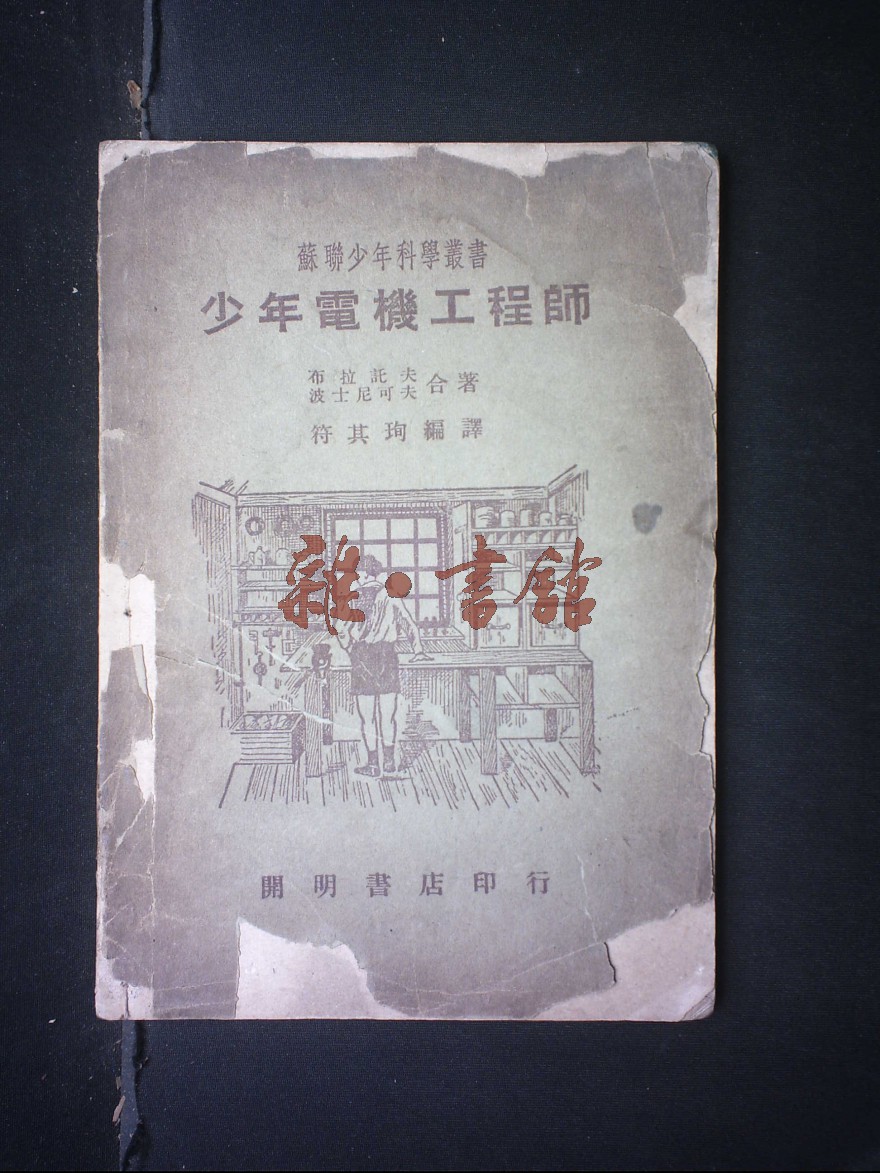 蘇聯少年科學叢書
少年電機工程師
布拉託夫
波士尼可夫 合著
符其珣編譯
雜·書館
開明書店印行